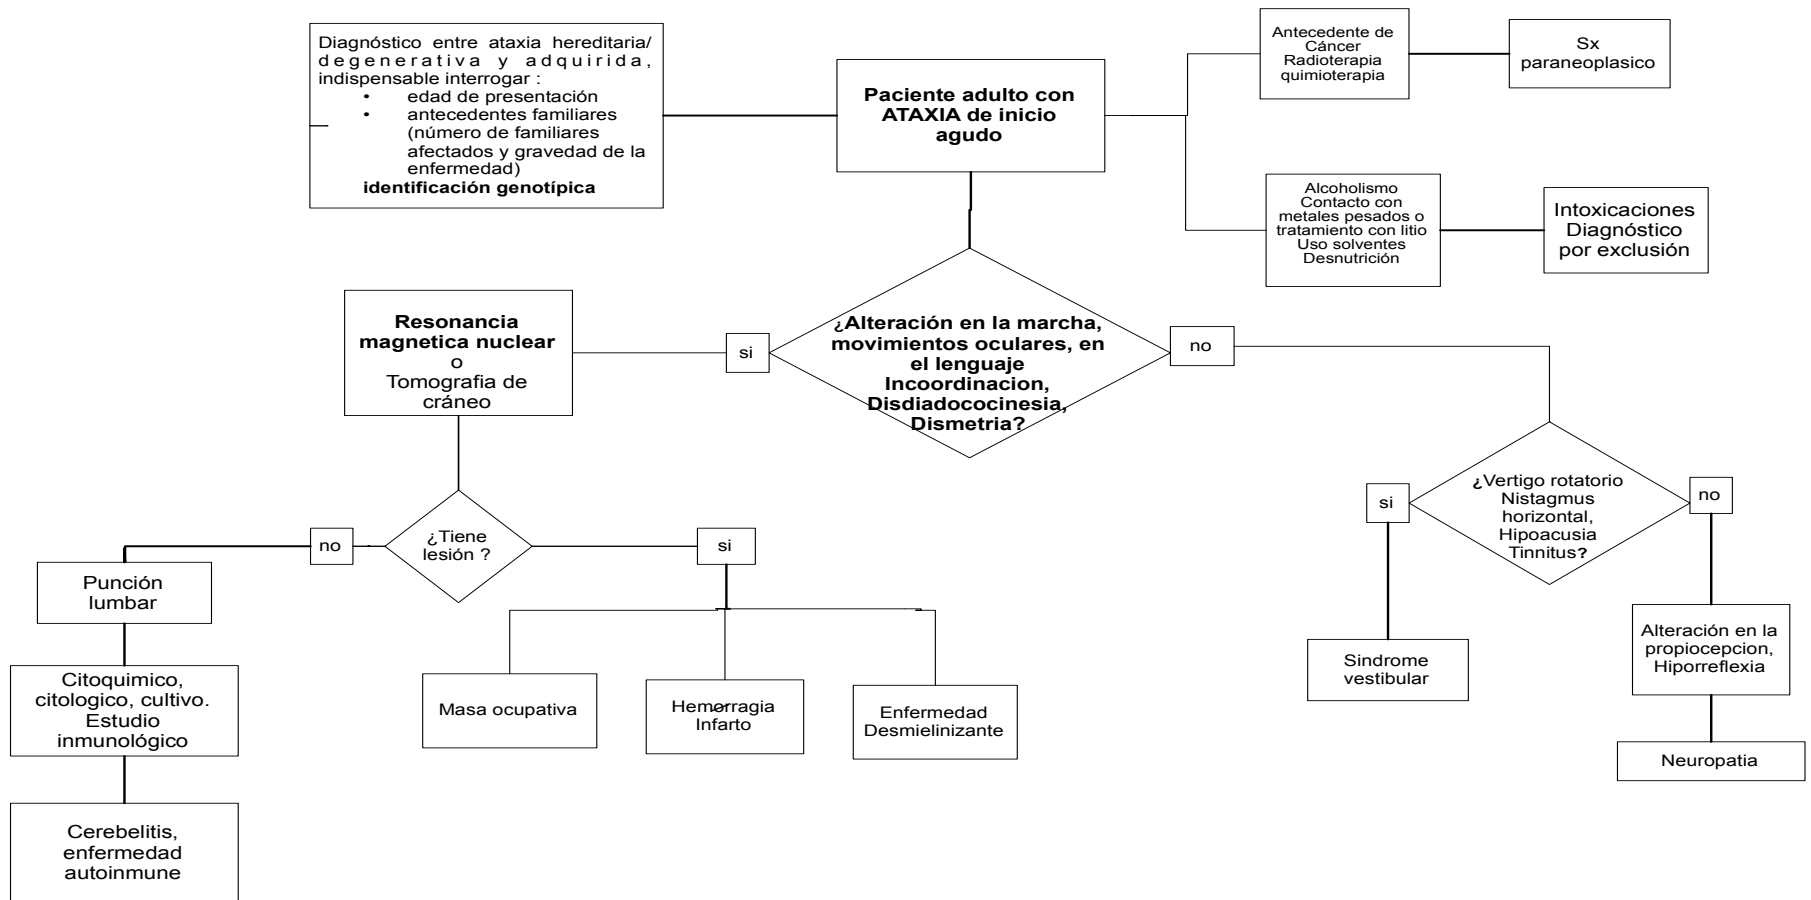 Diagnóstico entre ataxia hereditaria/
degenerativa y adquirida,
indispensable interrogar :
• edad de presentación
• antecedentes familiares
(número de familiares
afectados y gravedad de la
enfermedad)
identificación genotípica
Paciente adulto con
ATAXIA de inicio
agudo
Antecedente de
Cáncer
Radioterapia
quimioterapia
Sx
paraneoplasico
Alcoholismo
Contacto con
metales pesados o
tratamiento con litio
Uso solventes
Desnutrición
Intoxicaciones
Diagnóstico
por exclusión
Resonancia
magnetica nuclear
o
Tomografia de
cráneo
si
¿Alteración en la marcha,
movimientos oculares, en
el lenguaje
Incoordinacion,
Disdiadococinesia,
Dismetria?
no
¿Vertigo rotatorio
Nistagmus
horizontal,
Hipoacusia
Tinnitus?
si
no
¿Tiene
lesión ?
no
si
Punción
lumbar
Citoquimico,
citologico, cultivo.
Estudio
inmunológico
Cerebelitis,
enfermedad
autoinmune
Masa ocupativa
Hemorragia
Infarto
Enfermedad
Desmielinizante
Sindrome
vestibular
Alteración en la
propiocepcion,
Hiporreflexia
Neuropatia